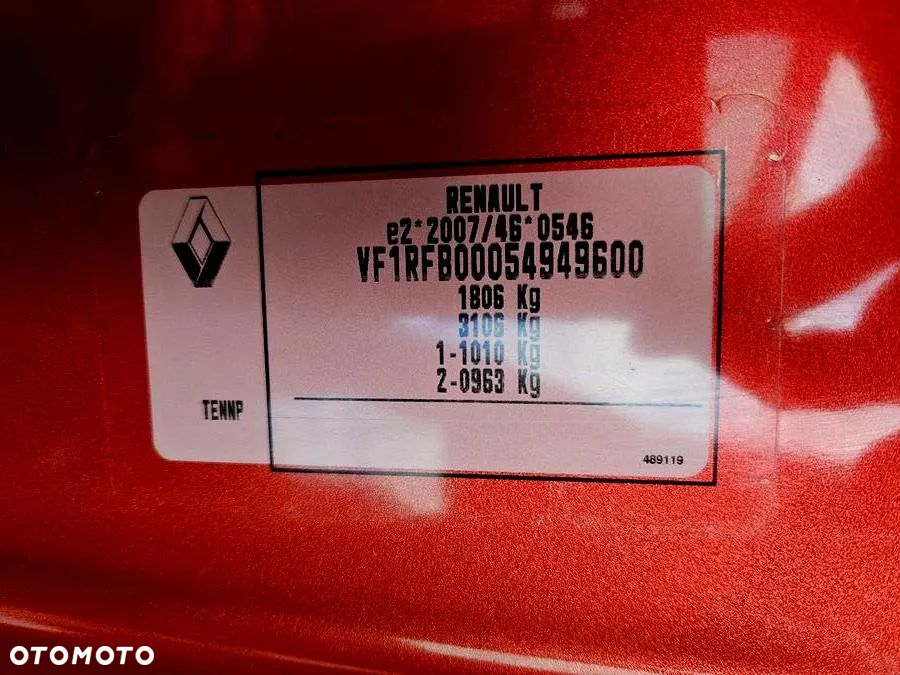 RENAULT
e2*2007/46*0546
VF1RFB00054949600
1806 Kg
3106 Kg
1-1010 Kg
2-0963 Kg
TENNP
489119
OTOMOTO